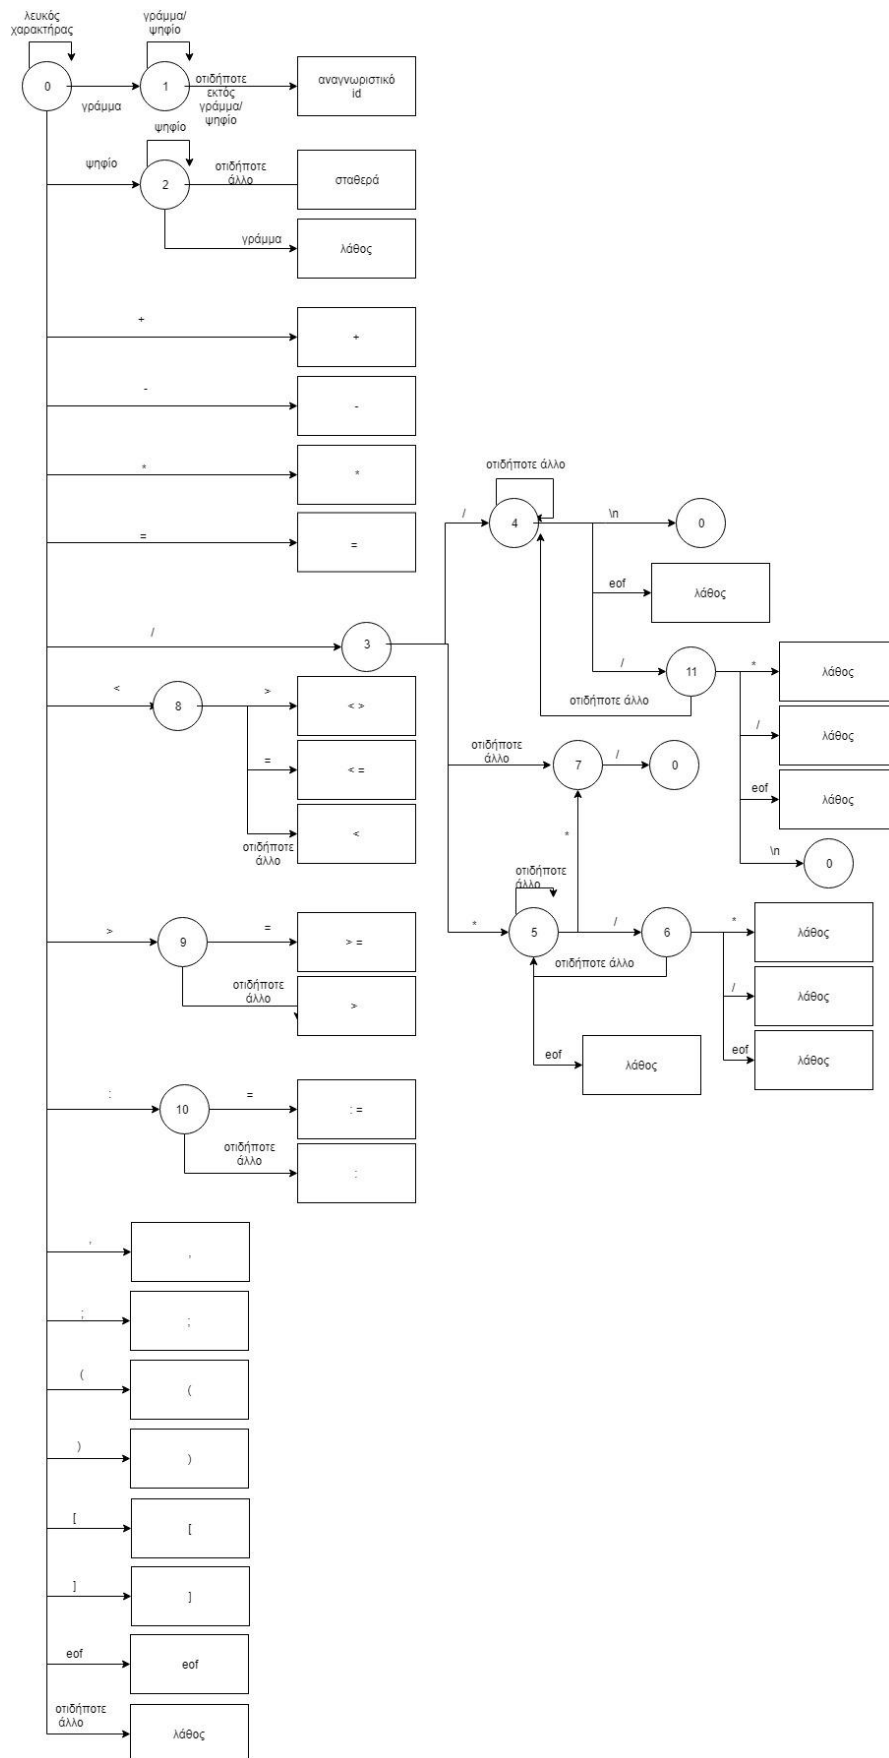 λευκός
χαρακτήρας
γράμμα/
ψηφίο
0
γράμμα
1
οτιδήποτε
εκτός
γράμμα/
ψηφίο
αναγνωριστικό
id
ψηφίο
ψηφίο
2
οτιδήποτε
άλλο
σταθερά
γράμμα
λάθος
+
+
-
-
*
*
=
=
/
3
/
οτιδήποτε άλλο
4
\n
0
eof
λάθος
/
11
οτιδήποτε άλλο
*
λάθος
/
λάθος
eof
λάθος
\n
0
<
8
>
< >
=
< =
οτιδήποτε
άλλο
<
οτιδήποτε
άλλο
7
/
0
*
*
οτιδήποτε
άλλο
5
/
6
οτιδήποτε άλλο
*
λάθος
/
λάθος
eof
λάθος
eof
λάθος
>
9
=
> =
οτιδήποτε
άλλο
>
:
10
=
: =
οτιδήποτε
άλλο
:
,
,
;
;
(
(
)
)
[
[
]
]
eof
eof
οτιδήποτε
άλλο
λάθος